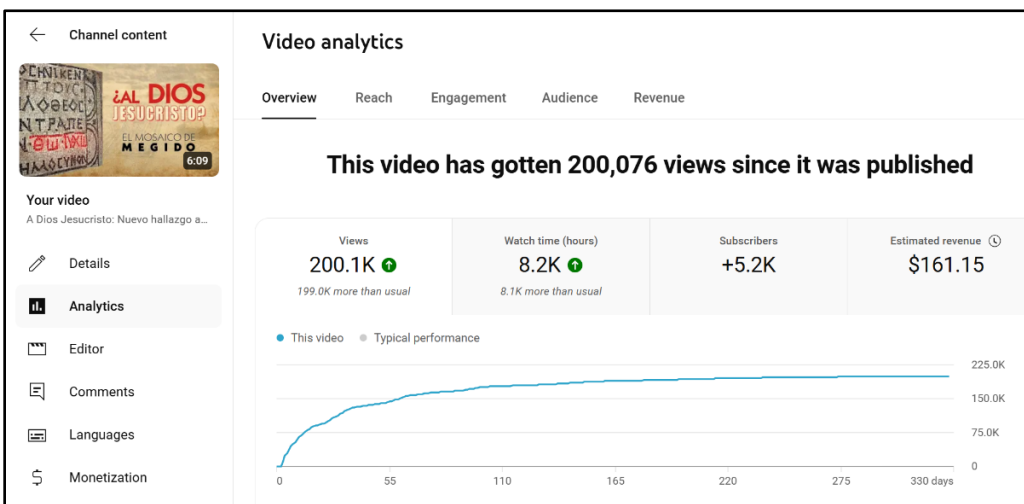 Channel content
ΟCΗΝΙΚΕΝ
ΛΟΘΕΟC
ΝΤΡΑΠΕ
¿AL DIOS
JESUCRISTO?
EL MOSAICO DE
MEGIDO
6:09
Your video
A Dios Jesucristo: Nuevo hallazgo a...
Details
Analytics
Editor
Comments
Languages
Monetization
Video analytics
Overview Reach Engagement Audience Revenue
This video has gotten 200,076 views since it was published
Views Watch time (hours) Subscribers Estimated revenue
200.1K 8.2K +5.2K $161.15
199.0K more than usual 8.1K more than usual
This video Typical performance
225.0K
150.0K
75.0K
0
0 55 110 165 220 275 330 days